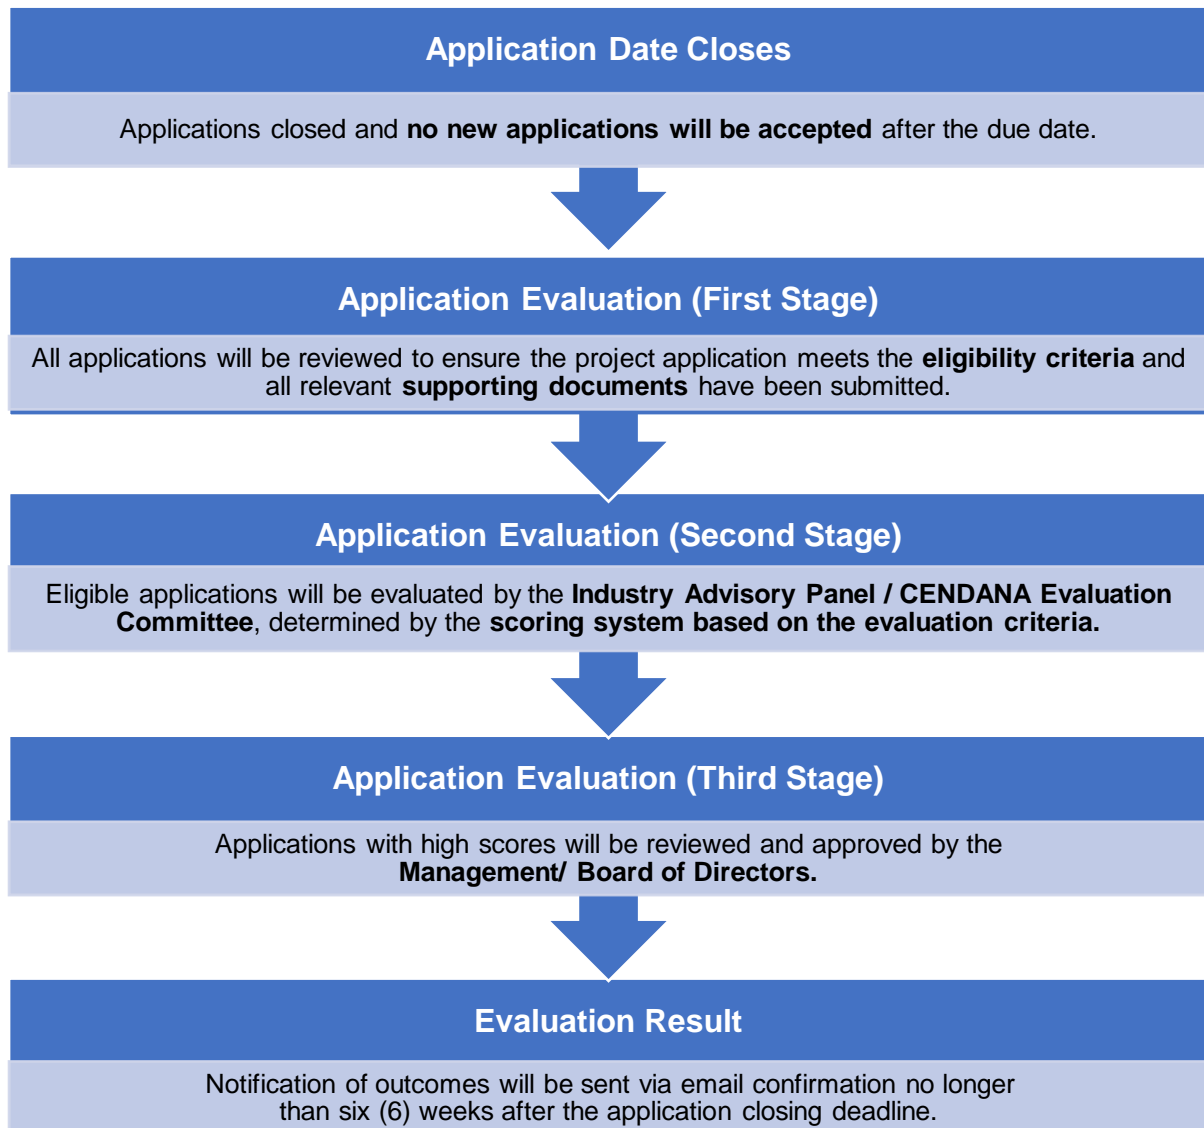 Application Date Closes
Applications closed and no new applications will be accepted after the due date.
Application Evaluation (First Stage)
All applications will be reviewed to ensure the project application meets the eligibility criteria and
all relevant supporting documents have been submitted.
Application Evaluation (Second Stage)
Eligible applications will be evaluated by the Industry Advisory Panel / CENDANA Evaluation
Committee, determined by the scoring system based on the evaluation criteria.
Application Evaluation (Third Stage)
Applications with high scores will be reviewed and approved by the
Management/ Board of Directors.
Evaluation Result
Notification of outcomes will be sent via email confirmation no longer
than six (6) weeks after the application closing deadline.